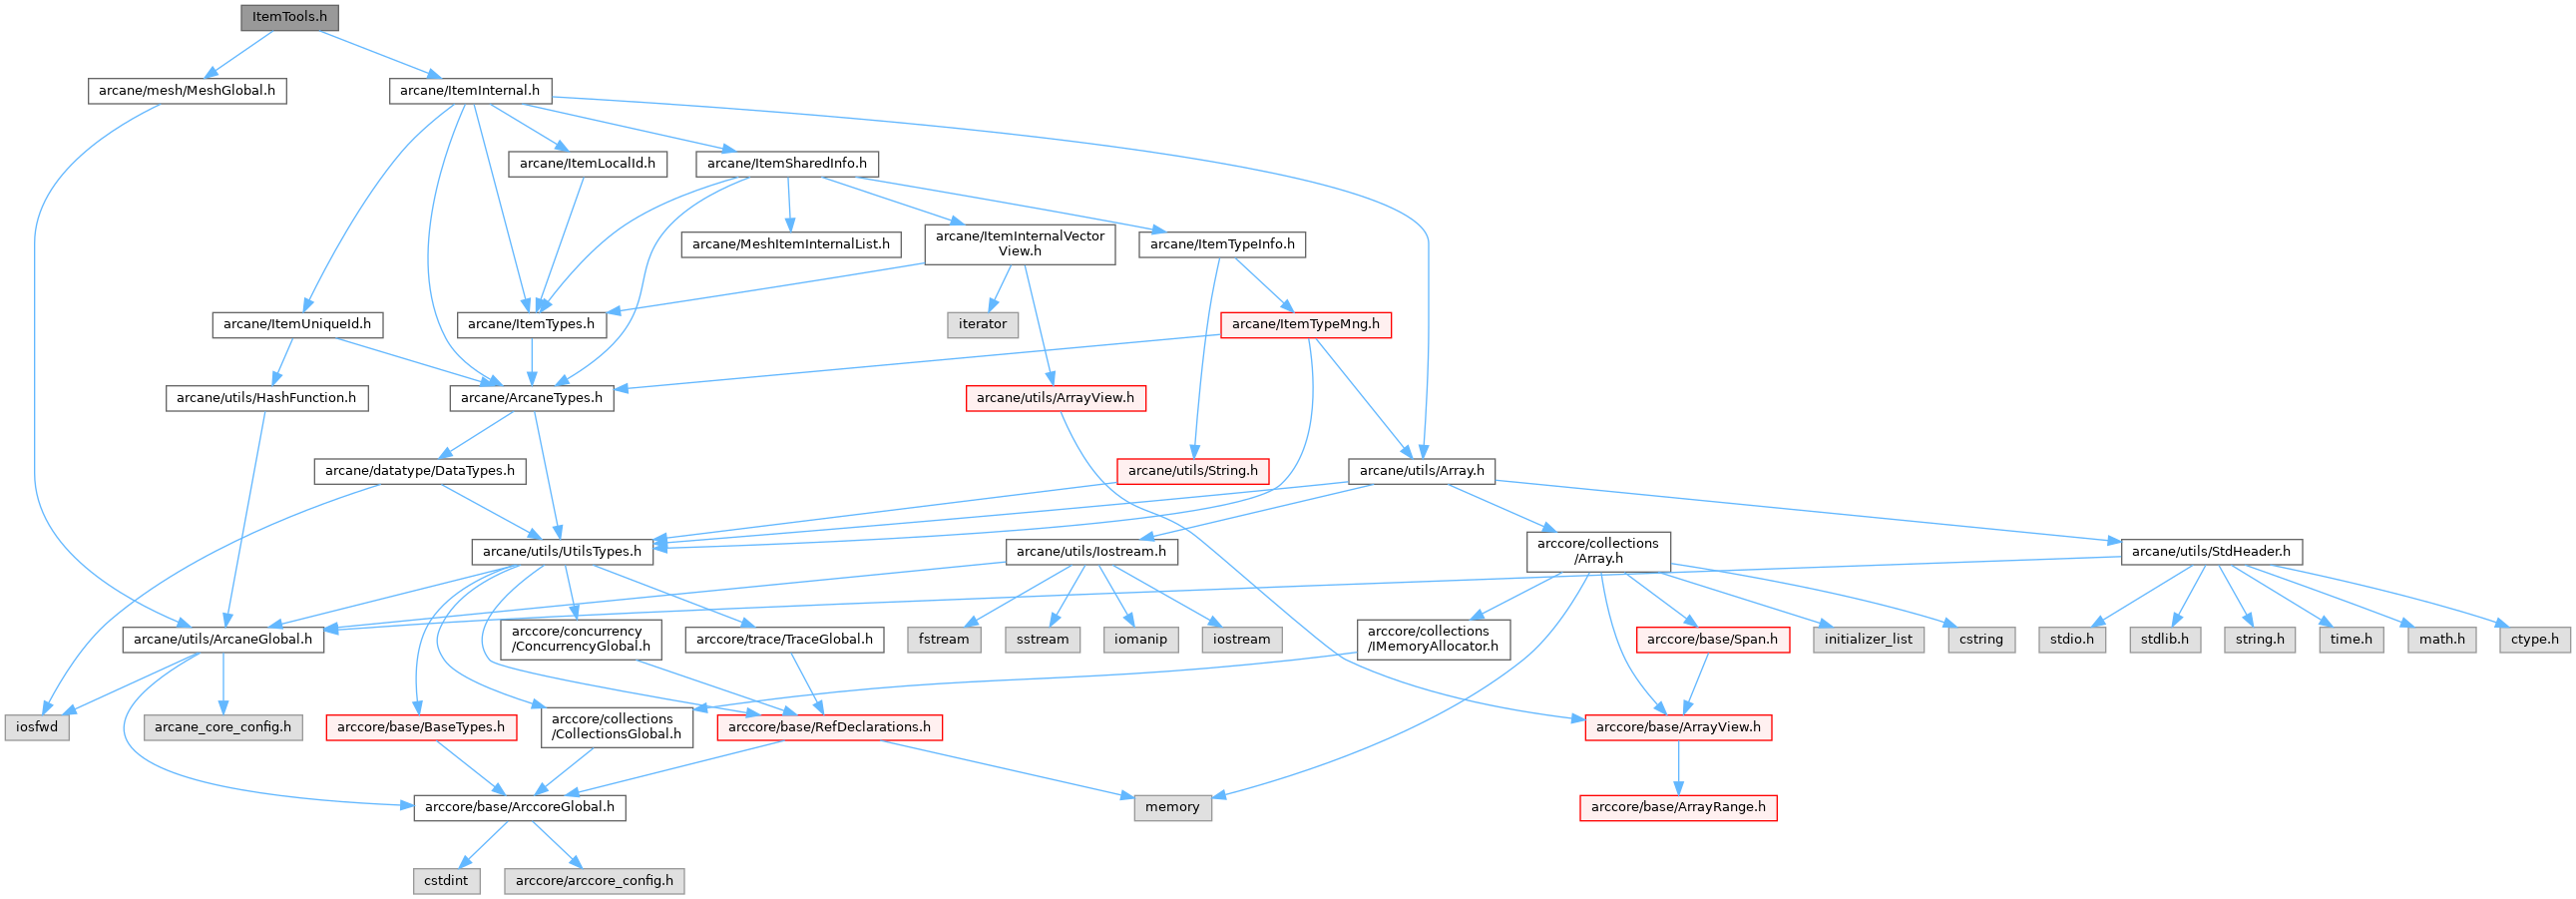 ItemTools.h
arcane/mesh/MeshGlobal.h
arcane/ItemInternal.h
arcane/ItemLocalId.h
arcane/ItemSharedInfo.h
arcane/MeshItemInternalList.h
arcane/ItemInternalVector
View.h
arcane/ItemTypeInfo.h
arcane/ItemUniqueId.h
arcane/ItemTypes.h
iterator
arcane/ItemTypeMng.h
arcane/utils/HashFunction.h
arcane/ArcaneTypes.h
arcane/utils/ArrayView.h
arcane/datatype/DataTypes.h
arcane/utils/String.h
arcane/utils/Array.h
arcane/utils/UtilsTypes.h
arcane/utils/Iostream.h
arccore/collections
/Array.h
arcane/utils/StdHeader.h
arcane/utils/ArcaneGlobal.h
arccore/concurrency
/ConcurrencyGlobal.h
arccore/trace/TraceGlobal.h
fstream
sstream
iomanip
iostream
arccore/collections
/IMemoryAllocator.h
arccore/base/Span.h
initializer_list
cstring
stdio.h
stdlib.h
string.h
time.h
math.h
ctype.h
iosfwd
arcane_core_config.h
arccore/base/BaseTypes.h
arccore/collections
/CollectionsGlobal.h
arccore/base/RefDeclarations.h
arccore/base/ArrayView.h
arccore/base/ArccoreGlobal.h
memory
arccore/base/ArrayRange.h
cstdint
arccore/arccore_config.h